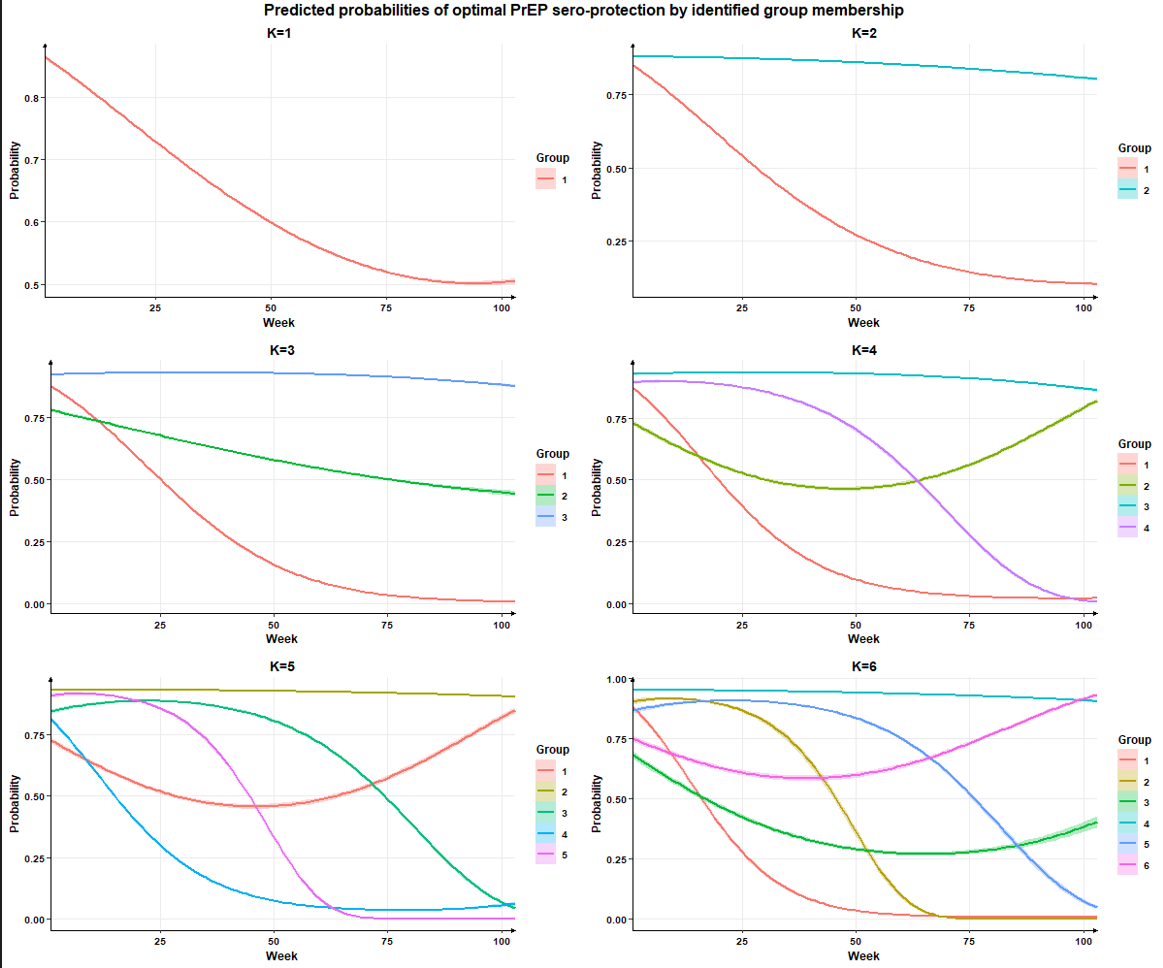 Predicted probabilities of optimal PrEP sero-protection by identified group membership
K=1
Probability
0.8
0.7
0.6
0.5
25 50 75 100
Week
Group
1
K=2
Probability
0.75
0.50
0.25
25 50 75 100
Week
Group
1
2
K=3
Probability
0.75
0.50
0.25
0.00
25 50 75 100
Week
Group
1
2
3
K=4
Probability
0.75
0.50
0.25
0.00
25 50 75 100
Week
Group
1
2
3
4
K=5
Probability
0.75
0.50
0.25
0.00
25 50 75 100
Week
Group
1
2
3
4
5
K=6
Probability
1.00
0.75
0.50
0.25
0.00
25 50 75 100
Week
Group
1
2
3
4
5
6